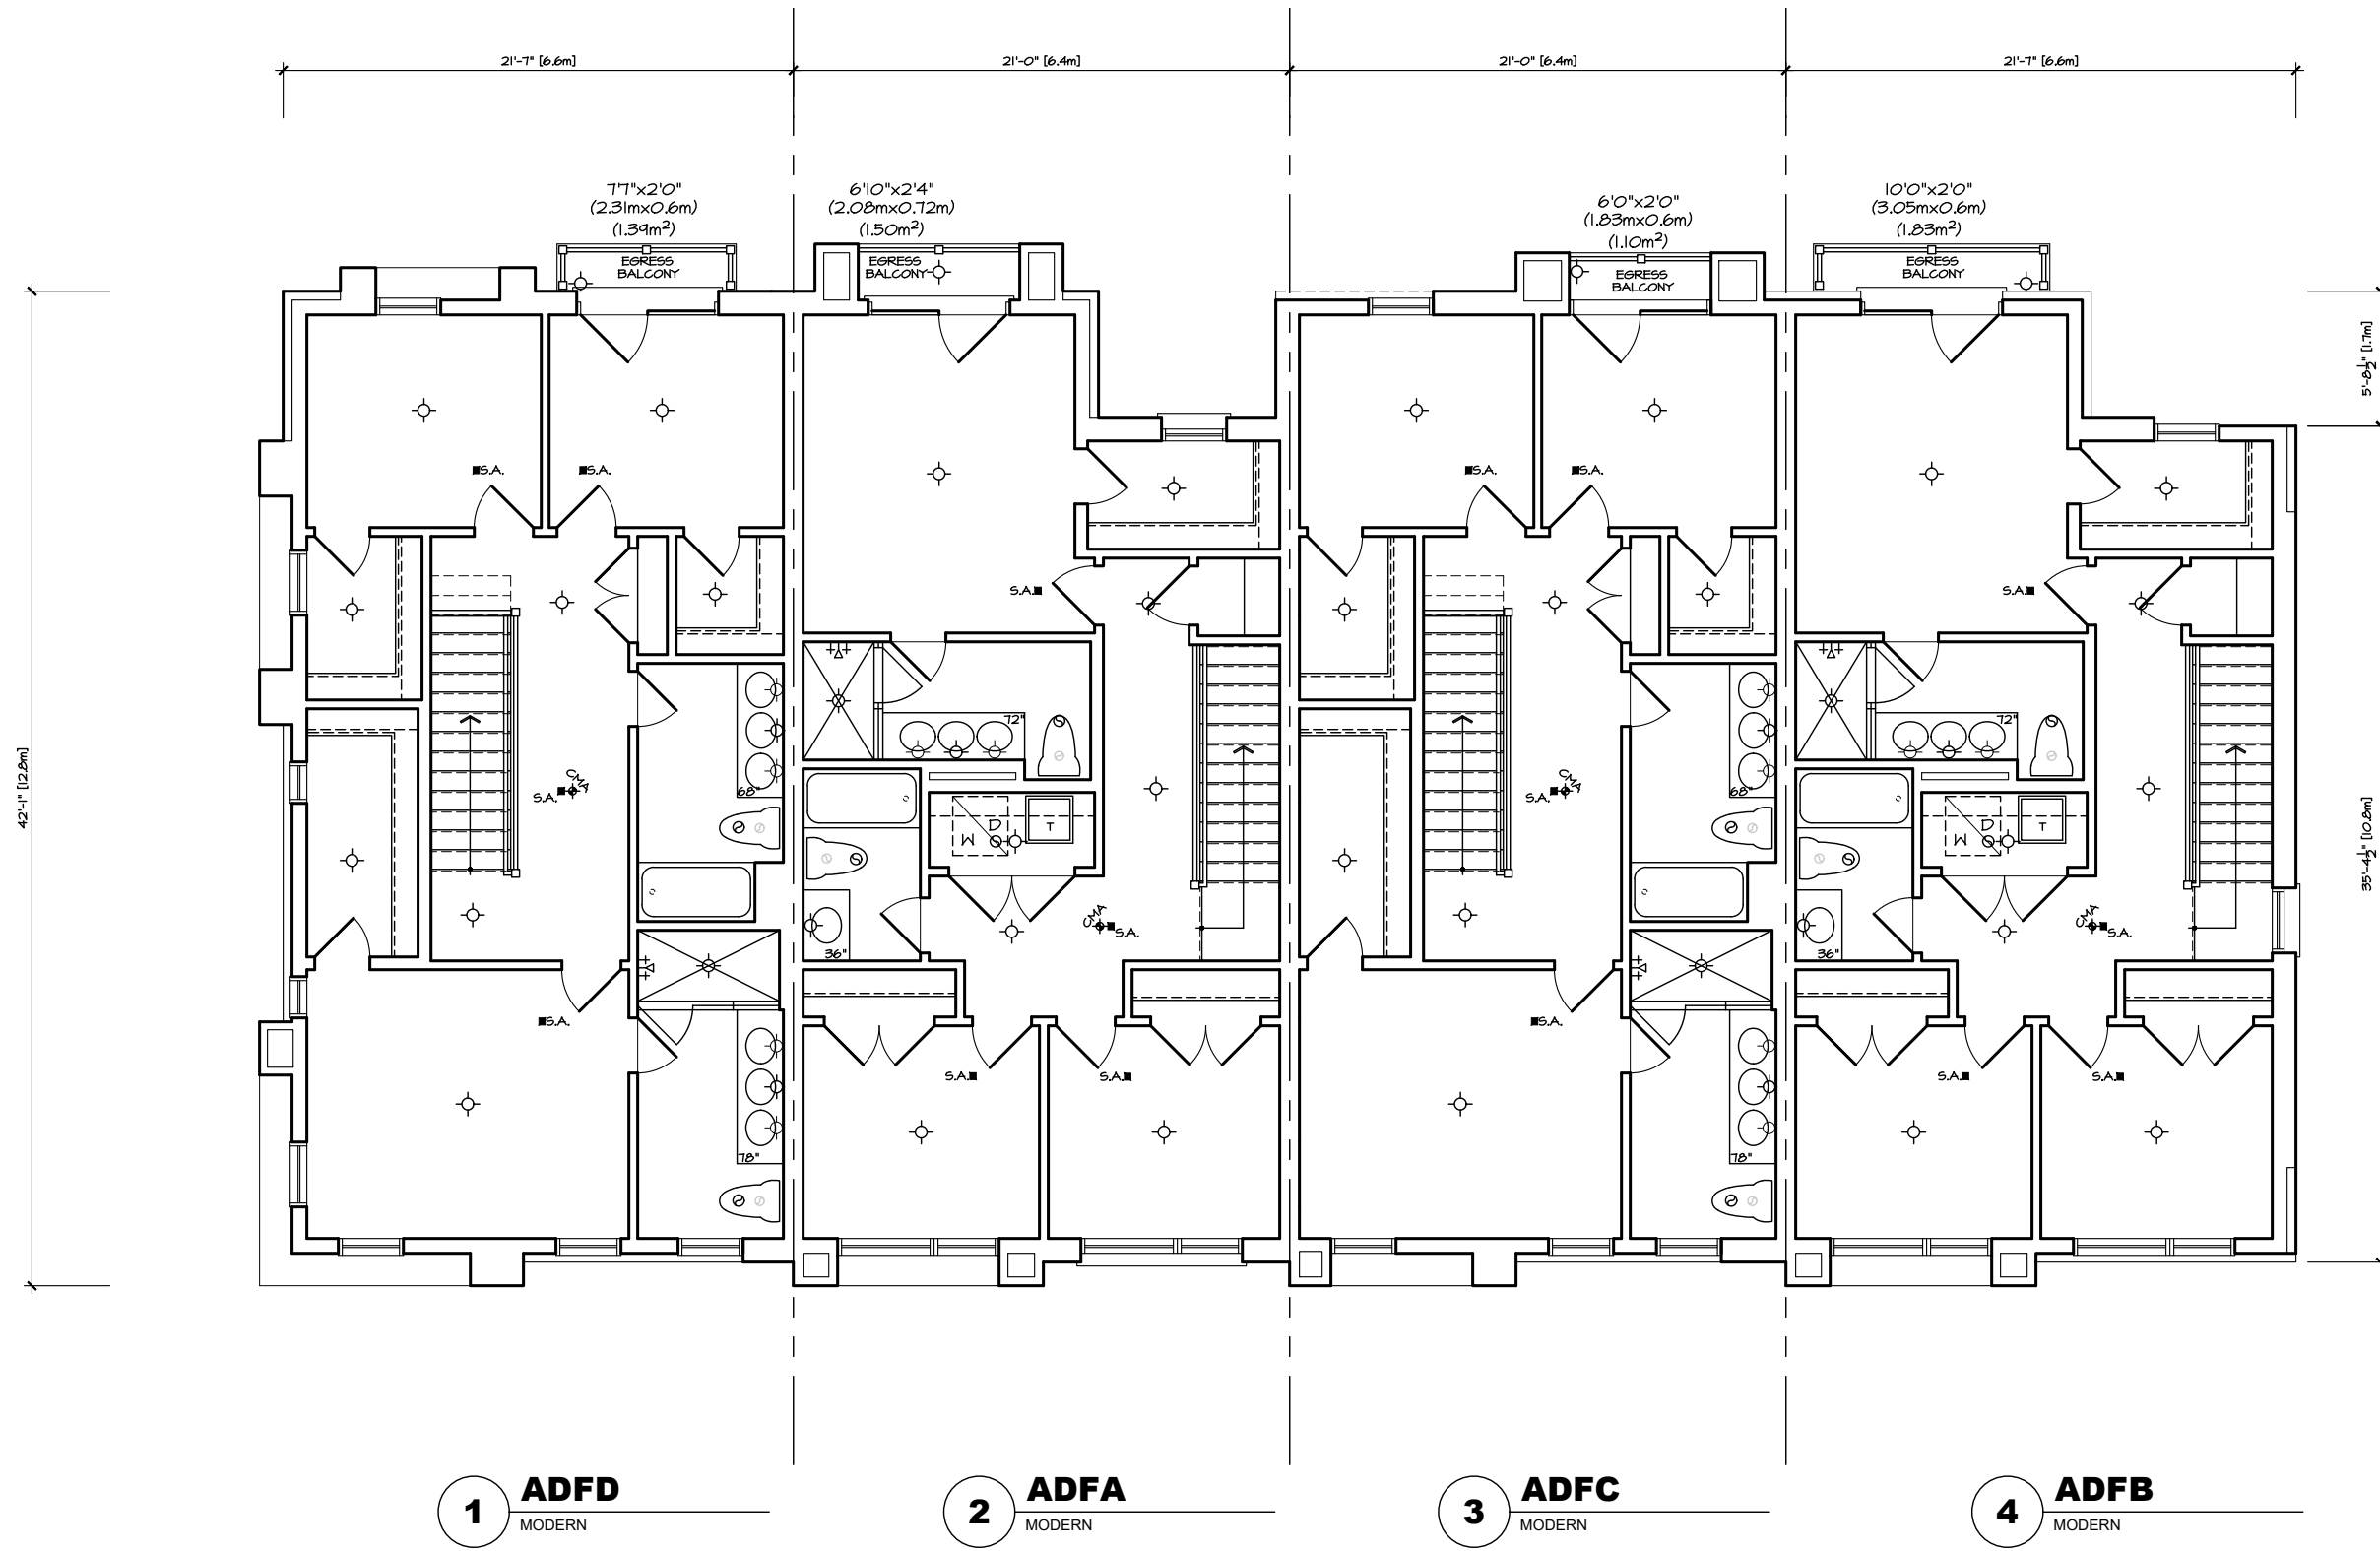 21'-7" [6.6m]
21'-0" [6.4m]
21'-0" [6.4m]
21'-7" [6.6m]
7'7"x2'0"
(2.31mx0.6m)
(1.39m²)
EGRESS
BALCONY
6'10"x2'4"
(2.08mx0.72m)
(1.50m²)
EGRESS
BALCONY
6'0"x2'0"
(1.83mx0.6m)
(1.10m²)
EGRESS
BALCONY
10'0"x2'0"
(3.05mx0.6m)
(1.83m²)
EGRESS
BALCONY
5'-8½" [1.7m]
42'-1" [12.8m]
35'-4½" [10.8m]
S.A.
S.A.
S.A.
S.A.
S.A.
S.A.
72"
72"
CMA
S.A.
68"
W
D
T
CMA
S.A.
68"
W
D
T
CMA
S.A.
36"
CMA
S.A.
36"
S.A.
S.A.
S.A.
S.A.
S.A.
S.A.
78"
78"
1
ADFD
MODERN
2
ADFA
MODERN
3
ADFC
MODERN
4
ADFB
MODERN